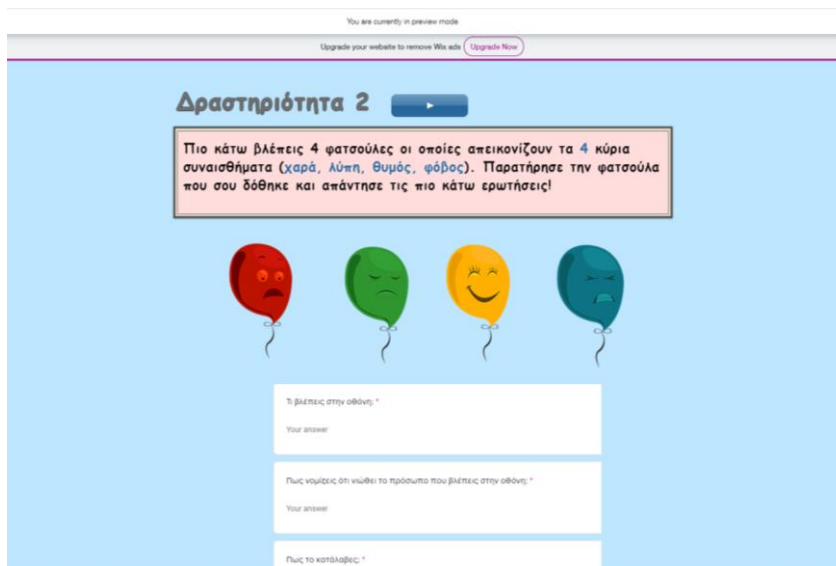 You are currently in preview mode
Upgrade your website to remove Wix ads Upgrade Now
Δραστηριότητα 2
Πιο κάτω βλέπεις 4 φατσούλες οι οποίες απεικονίζουν τα 4 κύρια
συναισθήματα (χαρά, λύπη, θυμός, φόβος). Παρατήρησε την φατσούλα
που σου δόθηκε και απάντησε τις πιο κάτω ερωτήσεις!
Τι βλέπεις στην οθόνη; *
Your answer
Πως νομίζεις ότι νιώθει το πρόσωπο που βλέπεις στην οθόνη; *
Your answer
Πως το κατάλαβες; *